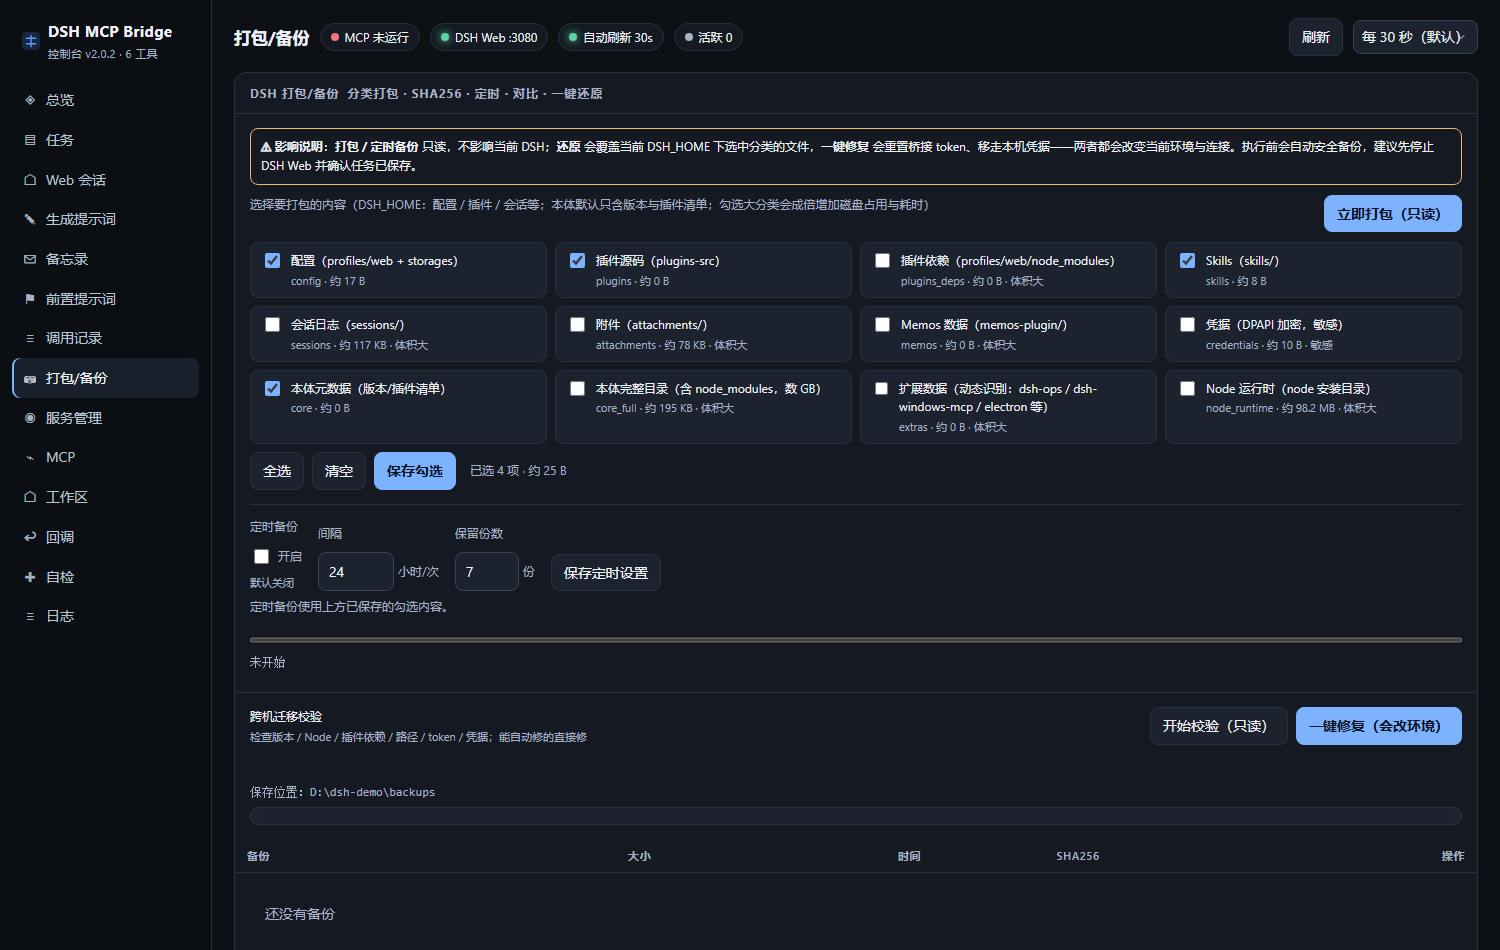 DSH MCP Bridge
控制台 v2.0.2 · 6 工具
总览
任务
Web 会话
生成提示词
备忘录
前置提示词
调用记录
打包/备份
服务管理
MCP
工作区
回调
自检
日志
打包/备份
MCP 未运行
DSH Web :3080
自动刷新 30s
活跃 0
刷新
每 30 秒（默认）
DSH 打包/备份 分类打包 · SHA256 · 定时 · 对比 · 一键还原
⚠ 影响说明：打包 / 定时备份 只读，不影响当前 DSH；还原 会覆盖当前 DSH_HOME 下选中分类的文件，一键修复 会重置桥接 token、移走本机凭据——两者都会改变当前环境与连接。执行前会自动安全备份，建议先停止
DSH Web 并确认任务已保存。
选择要打包的内容（DSH_HOME：配置 / 插件 / 会话等；本体默认只含版本与插件清单；勾选大分类会成倍增加磁盘占用与耗时）
立即打包（只读）
配置（profiles/web + storages）
config · 约 17 B
插件源码（plugins-src）
plugins · 约 0 B
插件依赖（profiles/web/node_modules）
plugins_deps · 约 0 B · 体积大
Skills（skills/）
skills · 约 8 B
会话日志（sessions/）
sessions · 约 117 KB · 体积大
附件（attachments/）
attachments · 约 78 KB · 体积大
Memos 数据（memos-plugin/）
memos · 约 0 B · 体积大
凭据（DPAPI 加密，敏感）
credentials · 约 10 B · 敏感
本体元数据（版本/插件清单）
core · 约 0 B
本体完整目录（含 node_modules，数 GB）
core_full · 约 195 KB · 体积大
扩展数据（动态识别：dsh-ops / dsh-
windows-mcp / electron 等）
extras · 约 0 B · 体积大
Node 运行时（node 安装目录）
node_runtime · 约 98.2 MB · 体积大
全选
清空
保存勾选
已选 4 项 · 约 25 B
定时备份
开启
默认关闭
间隔
24
小时/次
保留份数
7
份
保存定时设置
定时备份使用上方已保存的勾选内容。
未开始
跨机迁移校验
检查版本 / Node / 插件依赖 / 路径 / token / 凭据；能自动修的直接修
开始校验（只读）
一键修复（会改环境）
保存位置：D:\dsh-demo\backups
备份 大小 时间 SHA256 操作
还没有备份